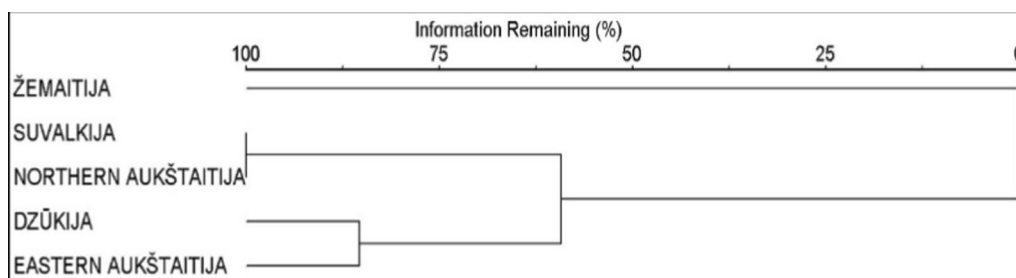 Information Remaining (%)
100 75 50 25 0
ŽEMAITIJA
SUVALKIJA
NORTHERN AUKŠTAITIJA
DZŪKIJA
EASTERN AUKŠTAITIJA